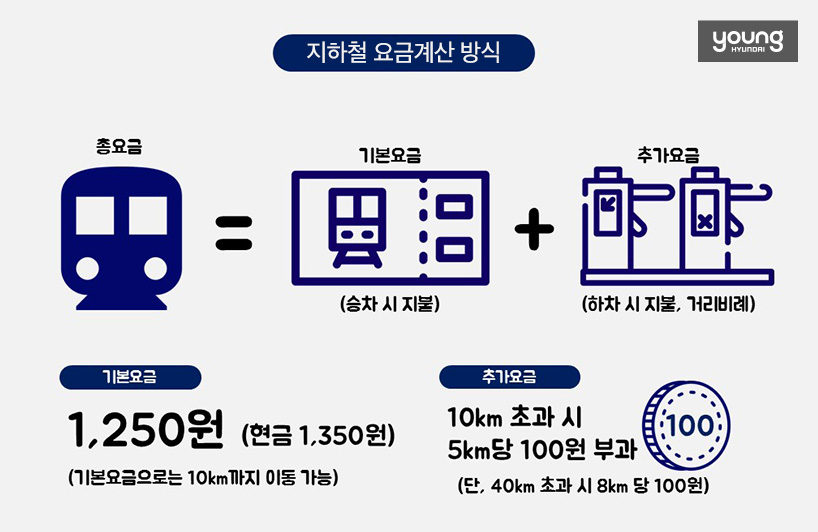 지하철 요금계산 방식
young
HYUNDAI
총요금
기본요금
추가요금
=
+
(승차 시 지불)
(하차 시 지불, 거리비례)
기본요금
1,250원 (현금 1,350원)
(기본요금으로는 10km까지 이동 가능)
추가요금
10km 초과 시
5km당 100원 부과
100
(단, 40km 초과 시 8km 당 100원)